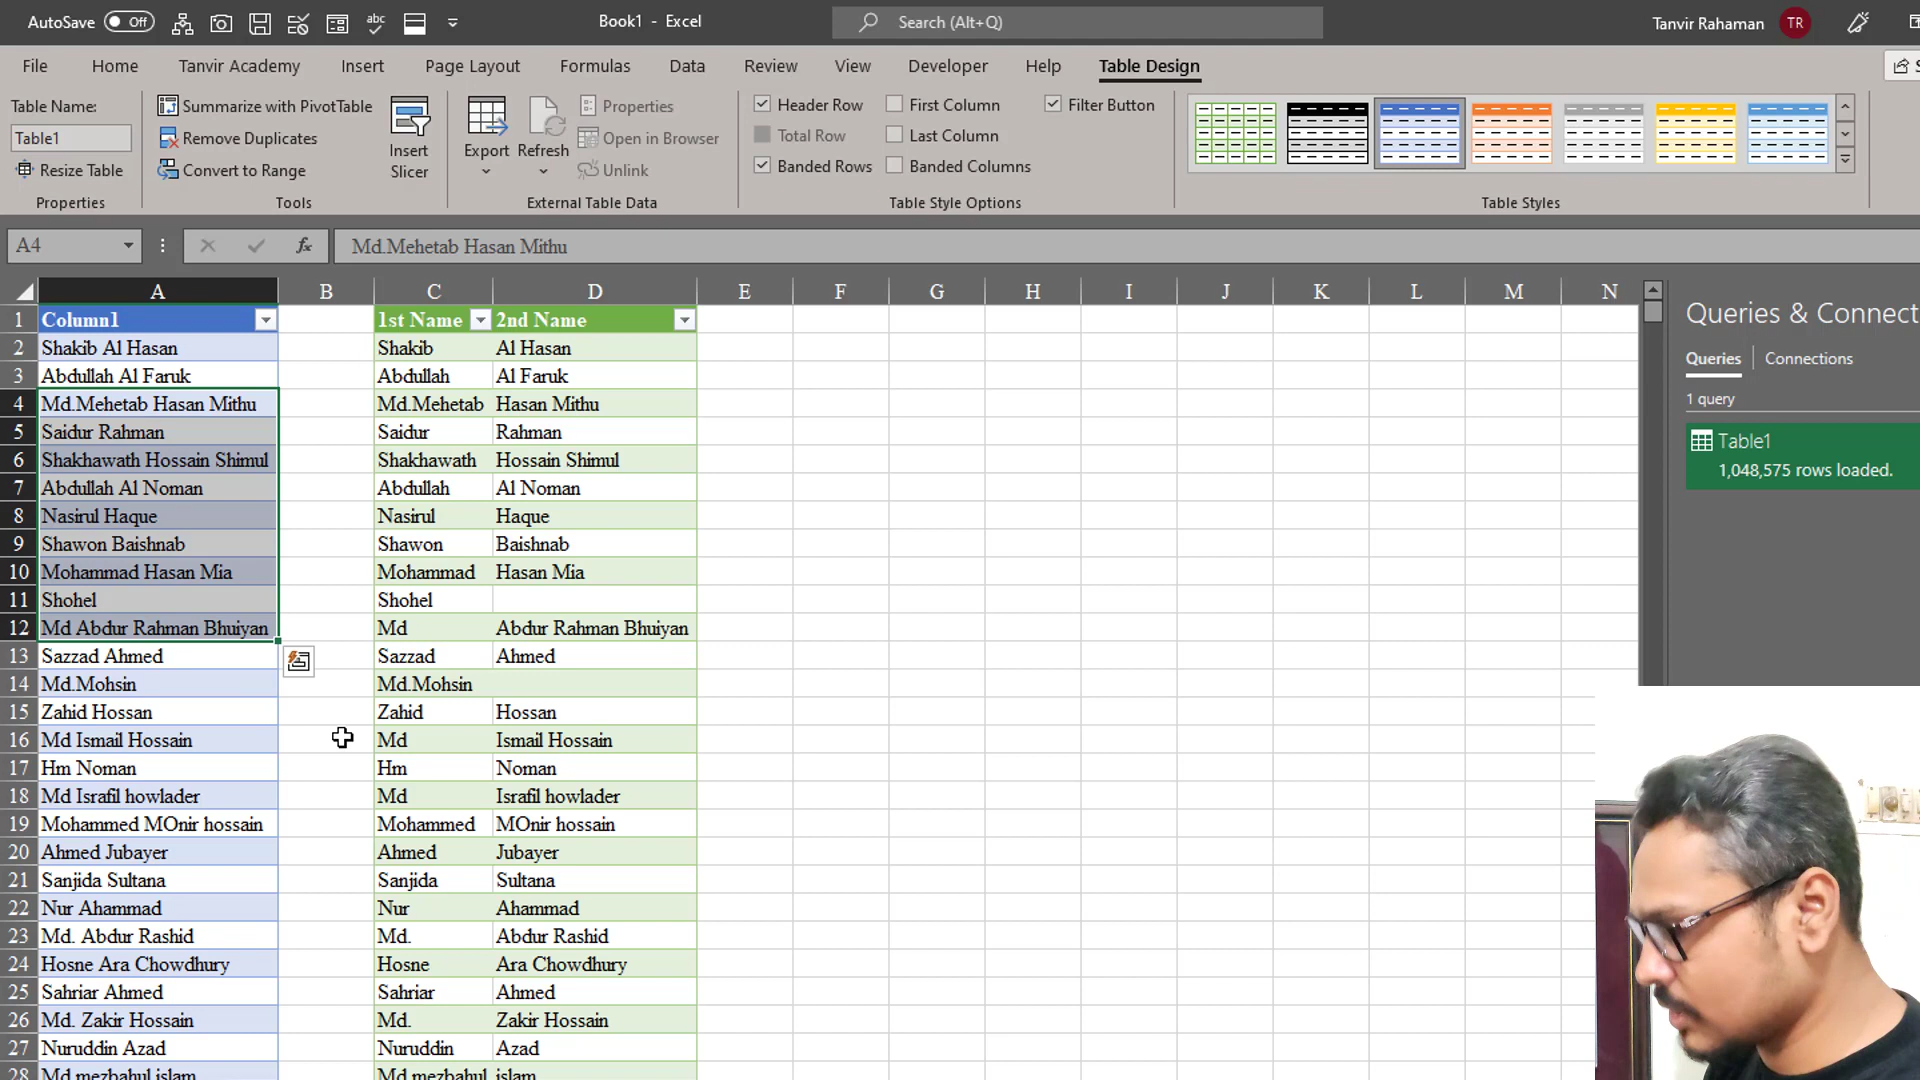 AutoSave Off abc Book1 - Excel Search (Alt+Q) Tanvir Rahaman TR
File Home Tanvir Academy Insert Page Layout Formulas Data Review View Developer Help Table Design S
Table Name: Summarize with PivotTable Properties Header Row First Column Filter Button
Table1 Remove Duplicates Insert Slicer Export Refresh Open in Browser Total Row Last Column
Resize Table Convert to Range Unlink Banded Rows Banded Columns
Properties Tools External Table Data Table Style Options Table Styles
A4 fx Md.Mehetab Hasan Mithu
A B C D E F G H I J K L M N
1 Column1 1st Name 2nd Name
2 Shakib Al Hasan Shakib Al Hasan
3 Abdullah Al Faruk Abdullah Al Faruk
4 Md.Mehetab Hasan Mithu Md.Mehetab Hasan Mithu
5 Saidur Rahman Saidur Rahman
6 Shakhawath Hossain Shimul Shakhawath Hossain Shimul
7 Abdullah Al Noman Abdullah Al Noman
8 Nasirul Haque Nasirul Haque
9 Shawon Baishnab Shawon Baishnab
10 Mohammad Hasan Mia Mohammad Hasan Mia
11 Shohel Shohel
12 Md Abdur Rahman Bhuiyan Md Abdur Rahman Bhuiyan
13 Sazzad Ahmed Sazzad Ahmed
14 Md.Mohsin Md.Mohsin
15 Zahid Hossan Zahid Hossan
16 Md Ismail Hossain Md Ismail Hossain
17 Hm Noman Hm Noman
18 Md Israfil howlader Md Israfil howlader
19 Mohammed MOnir hossain Mohammed MOnir hossain
20 Ahmed Jubayer Ahmed Jubayer
21 Sanjida Sultana Sanjida Sultana
22 Nur Ahammad Nur Ahammad
23 Md. Abdur Rashid Md. Abdur Rashid
24 Hosne Ara Chowdhury Hosne Ara Chowdhury
25 Sahriar Ahmed Sahriar Ahmed
26 Md. Zakir Hossain Md. Zakir Hossain
27 Nuruddin Azad Nuruddin Azad
28 Md mezbahul islam Md mezbahul islam
Queries & Connect
Queries Connections
1 query
Table1
1,048,575 rows loaded.